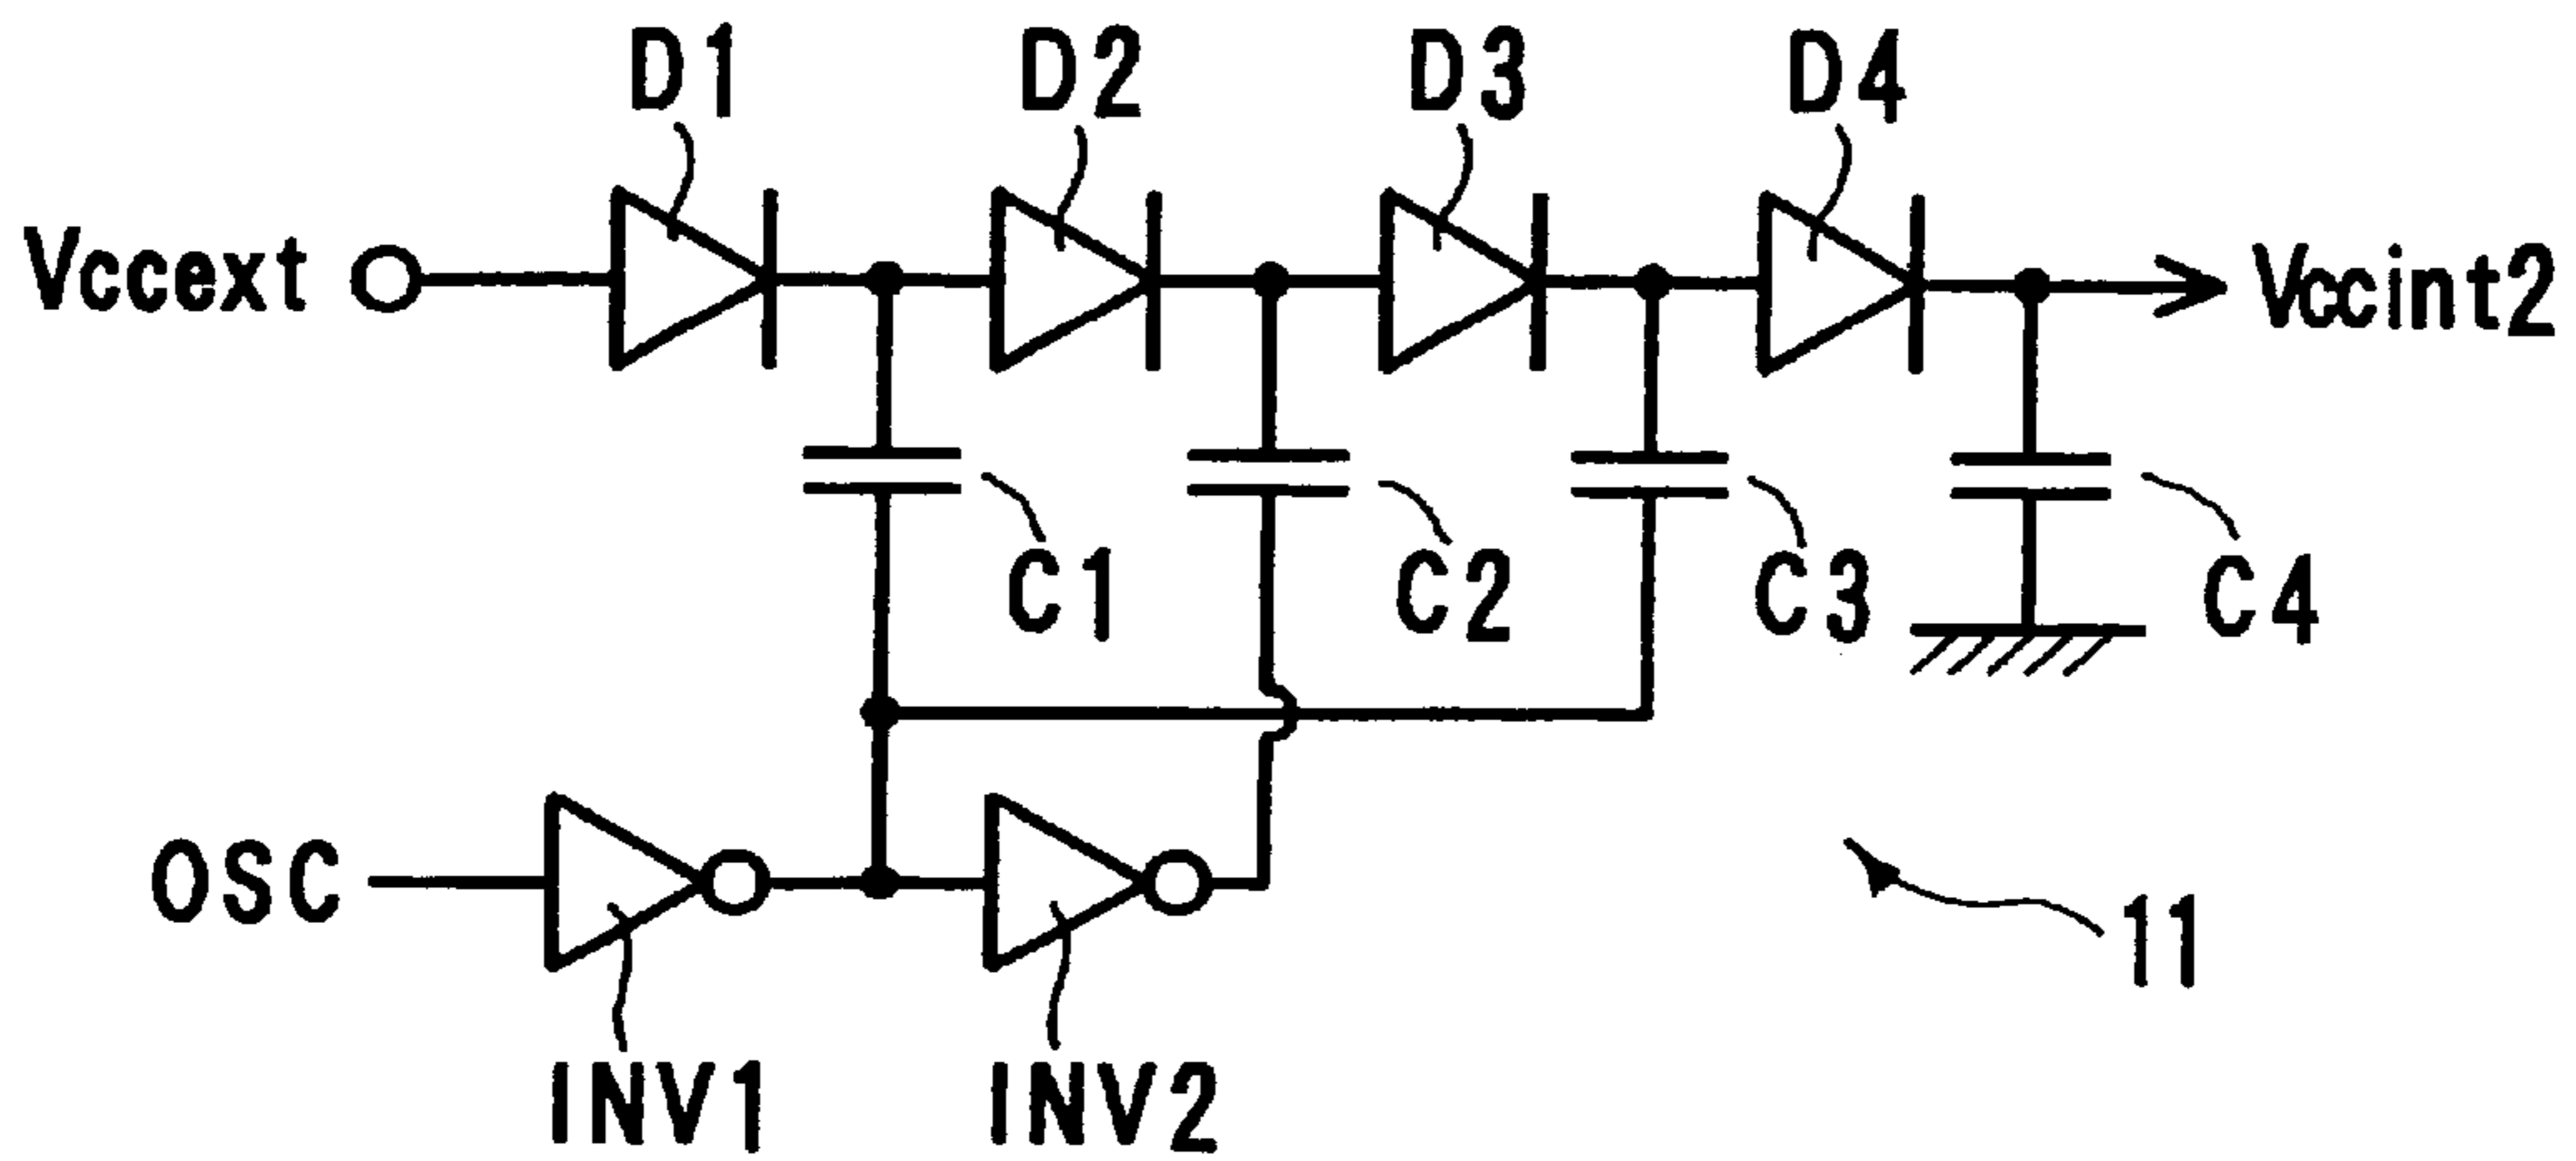 D1 D2 D3 D4
Vccext Vccint2
C1 C2 C3 C4
OSC 11
INV1 INV2